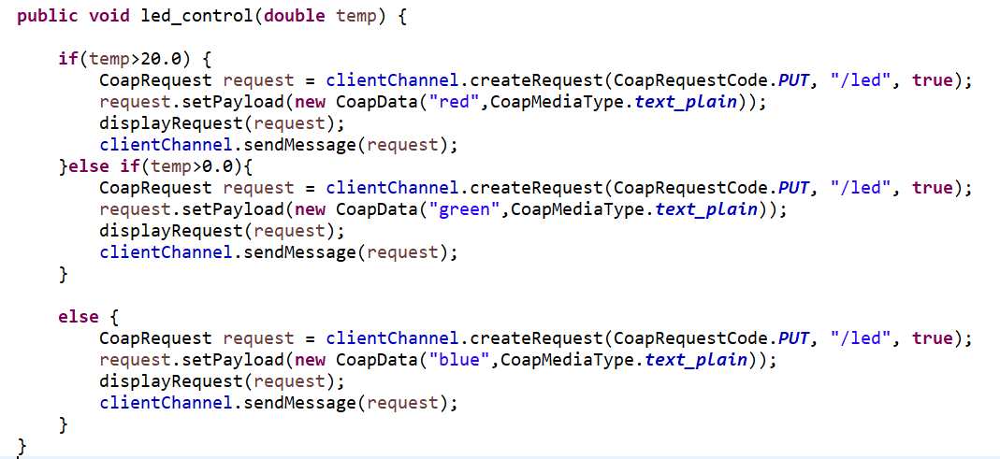 public void led_control(double temp) {
if(temp>20.0) {
CoapRequest request = clientChannel.createRequest(CoapRequestCode.PUT, "/led", true);
request.setPayload(new CoapData("red",CoapMediaType.text_plain));
displayRequest(request);
clientChannel.sendMessage(request);
}else if(temp>0.0){
CoapRequest request = clientChannel.createRequest(CoapRequestCode.PUT, "/led", true);
request.setPayload(new CoapData("green",CoapMediaType.text_plain));
displayRequest(request);
clientChannel.sendMessage(request);
}
else {
CoapRequest request = clientChannel.createRequest(CoapRequestCode.PUT, "/led", true);
request.setPayload(new CoapData("blue",CoapMediaType.text_plain));
displayRequest(request);
clientChannel.sendMessage(request);
}
}